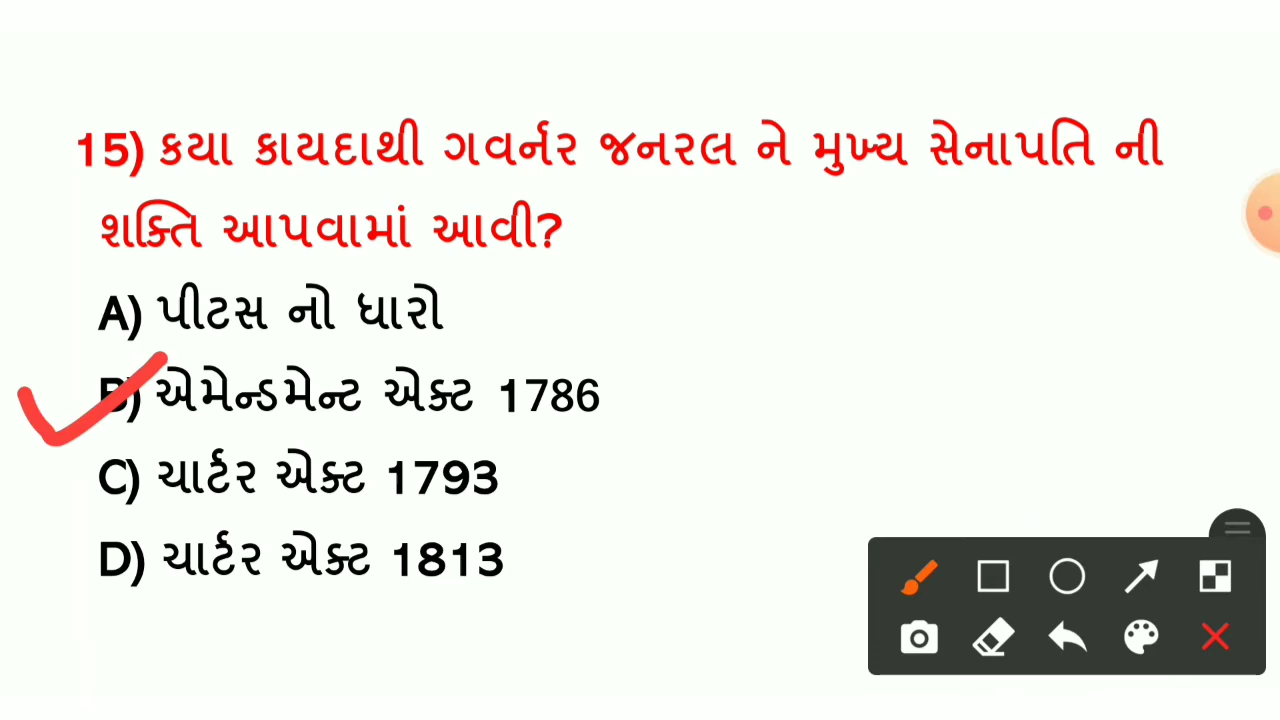 15) કયા કાયદાથી ગવર્નર જનરલ ને મુખ્ય સેનાપતિ ની
શક્તિ આપવામાં આવી?
A) પીટસ નો ધારો
B) એમેન્ડમેન્ટ એક્ટ 1786
C) ચાર્ટર એક્ટ 1793
D) ચાર્ટર એક્ટ 1813